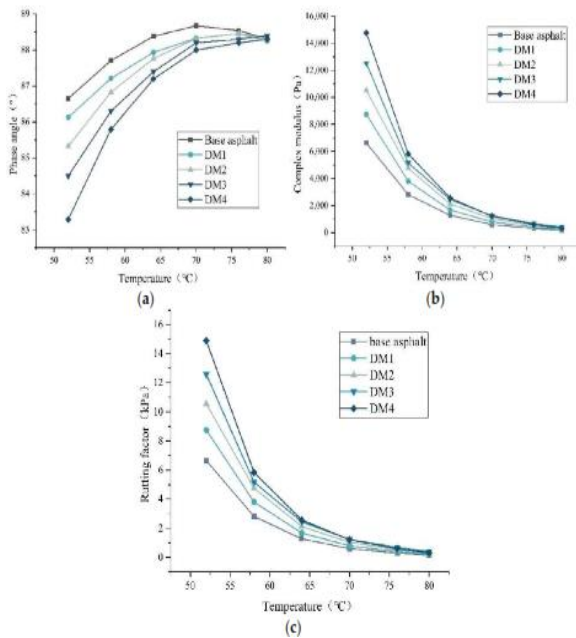 89
88
87
86
85
84
83
50 55 60 65 70 75 80
Phase angle (°)
Temperature (℃)
Base asphalt
DM1
DM2
DM3
DM4
(a)
16,000
14,000
12,000
10,000
8,000
6,000
4,000
2,000
0
50 55 60 65 70 75 80
Complex modulus (Pa)
Temperature (℃)
Base asphalt
DM1
DM2
DM3
DM4
(b)
16
14
12
10
8
6
4
2
0
50 55 60 65 70 75 80
Rutting factor (kPa)
Temperature (℃)
base asphalt
DM1
DM2
DM3
DM4
(c)